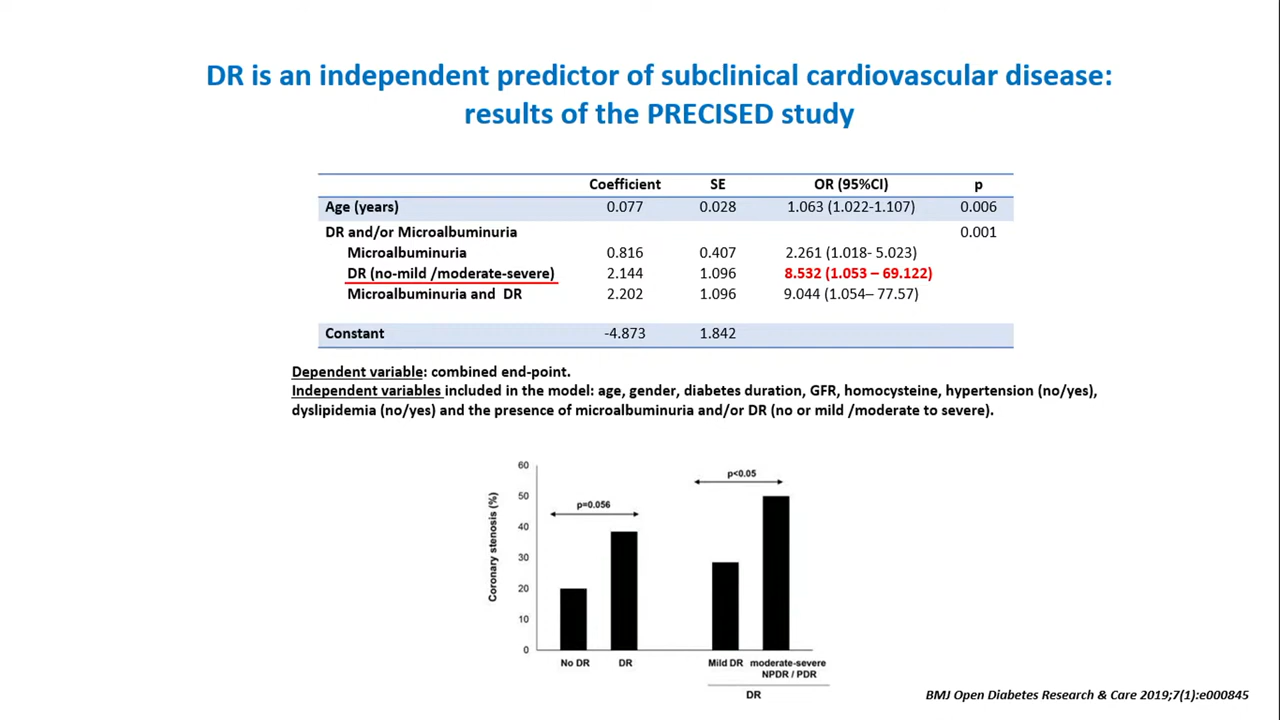 DR is an independent predictor of subclinical cardiovascular disease:
results of the PRECISED study
Coefficient SE OR (95%CI) p
Age (years) 0.077 0.028 1.063 (1.022-1.107) 0.006
DR and/or Microalbuminuria 0.001
Microalbuminuria 0.816 0.407 2.261 (1.018- 5.023)
DR (no-mild /moderate-severe) 2.144 1.096 8.532 (1.053 – 69.122)
Microalbuminuria and DR 2.202 1.096 9.044 (1.054– 77.57)
Constant -4.873 1.842
Dependent variable: combined end-point.
Independent variables included in the model: age, gender, diabetes duration, GFR, homocysteine, hypertension (no/yes),
dyslipidemia (no/yes) and the presence of microalbuminuria and/or DR (no or mild /moderate to severe).
Coronary stenosis (%)
60
50
40
30
20
10
0
p=0.056
p<0.05
No DR DR Mild DR moderate-severe
NPDR / PDR
DR
BMJ Open Diabetes Research & Care 2019;7(1):e000845